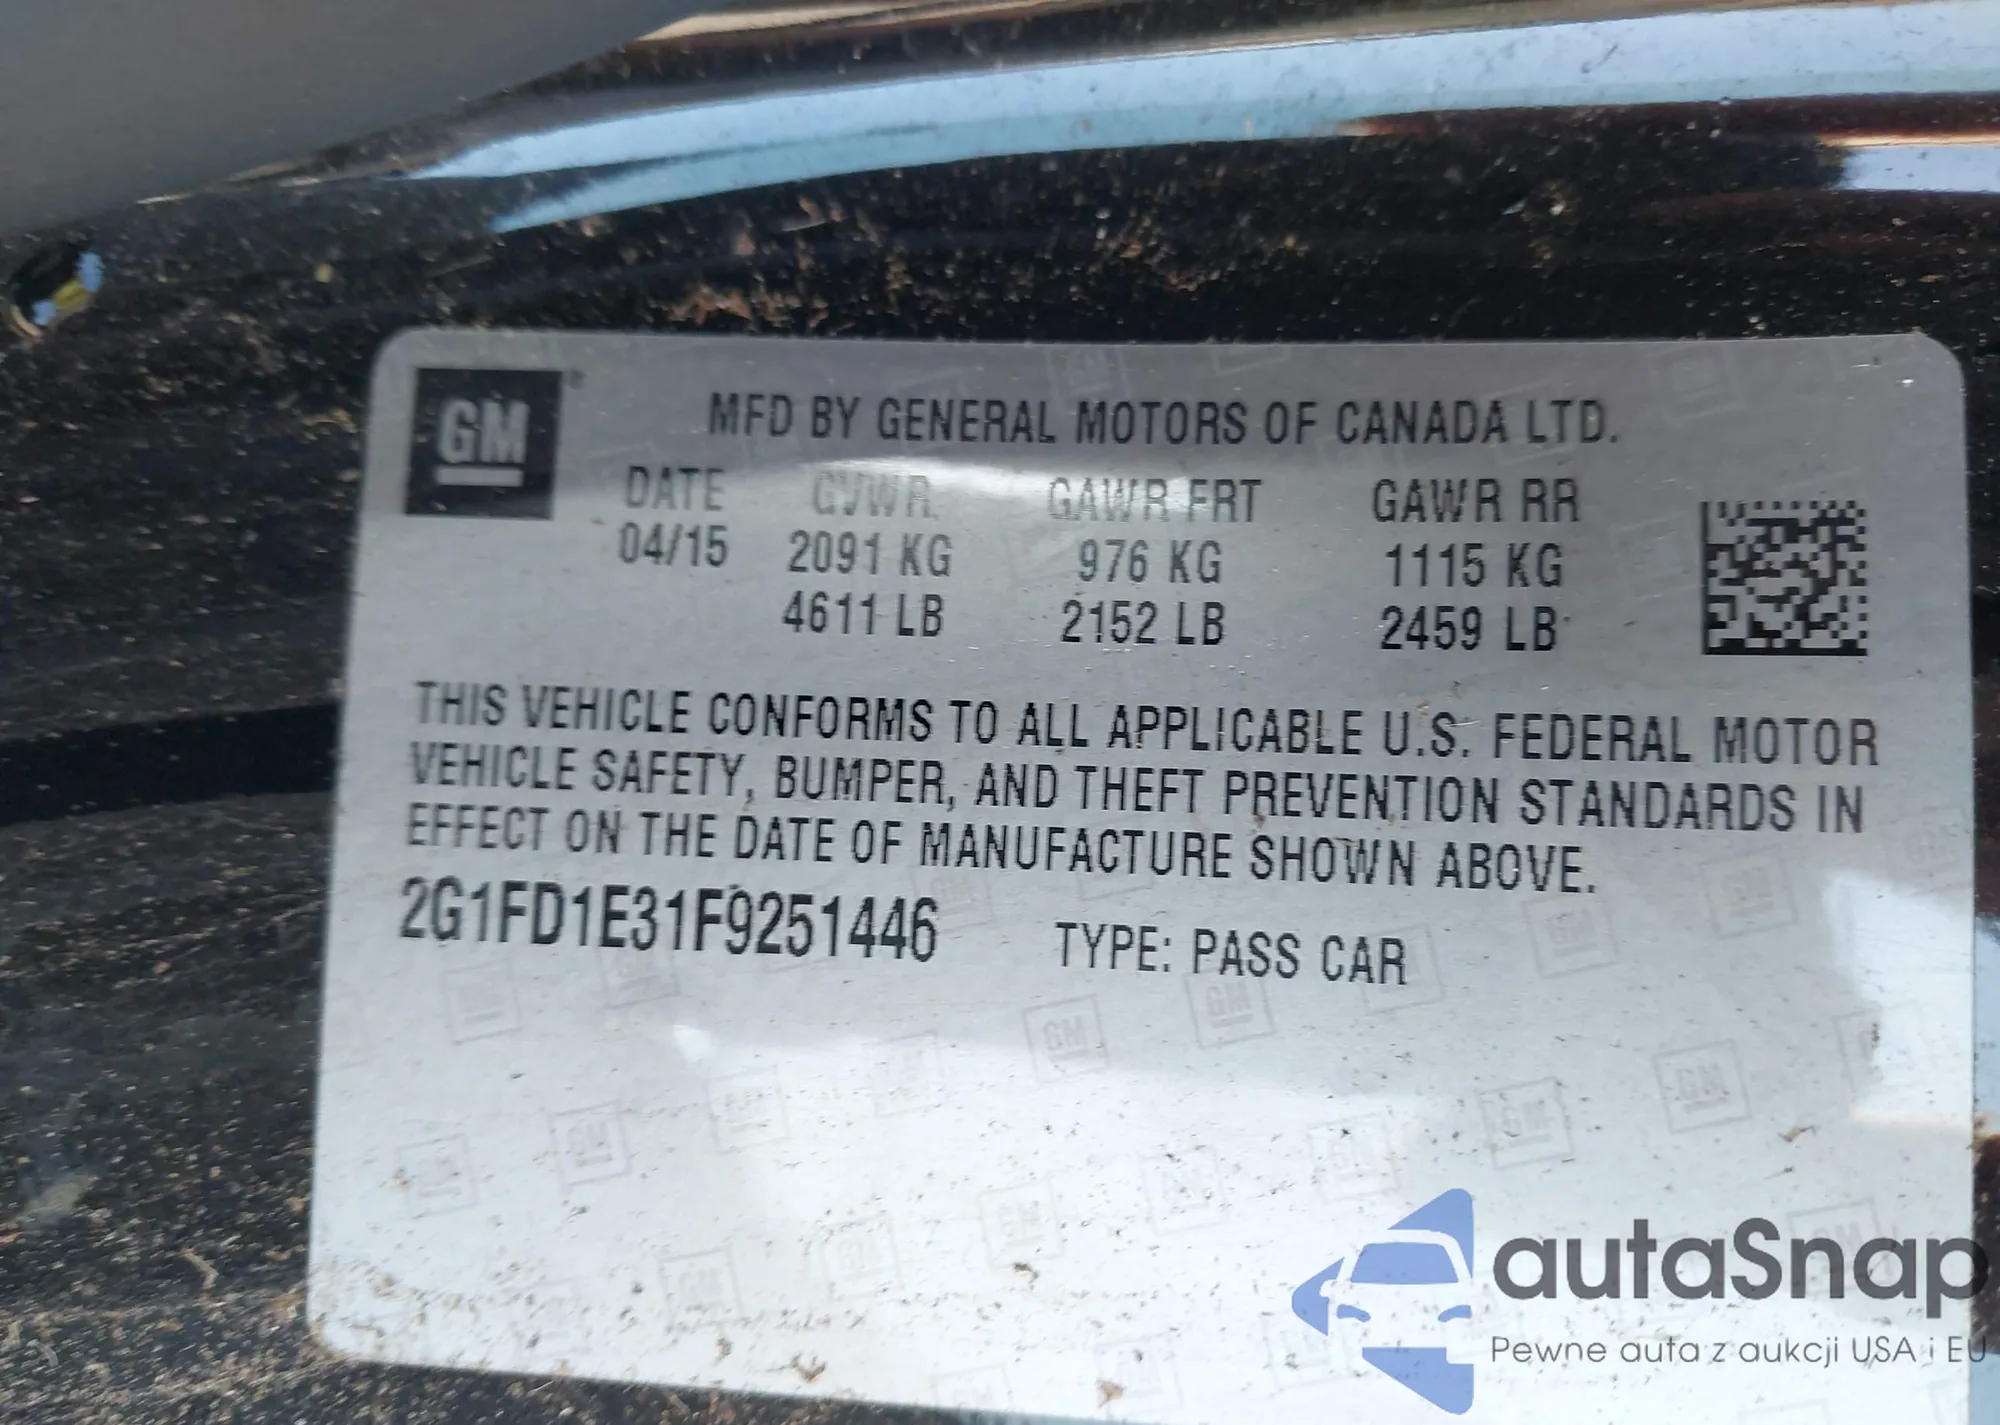 GM
MFD BY GENERAL MOTORS OF CANADA LTD.
DATE GVWR GAWR FRT GAWR RR
04/15 2091 KG 976 KG 1115 KG
4611 LB 2152 LB 2459 LB
THIS VEHICLE CONFORMS TO ALL APPLICABLE U.S. FEDERAL MOTOR
VEHICLE SAFETY, BUMPER, AND THEFT PREVENTION STANDARDS IN
EFFECT ON THE DATE OF MANUFACTURE SHOWN ABOVE.
2G1FD1E31F9251446 TYPE: PASS CAR
autaSnap
Pewne auta z aukcji USA i EU